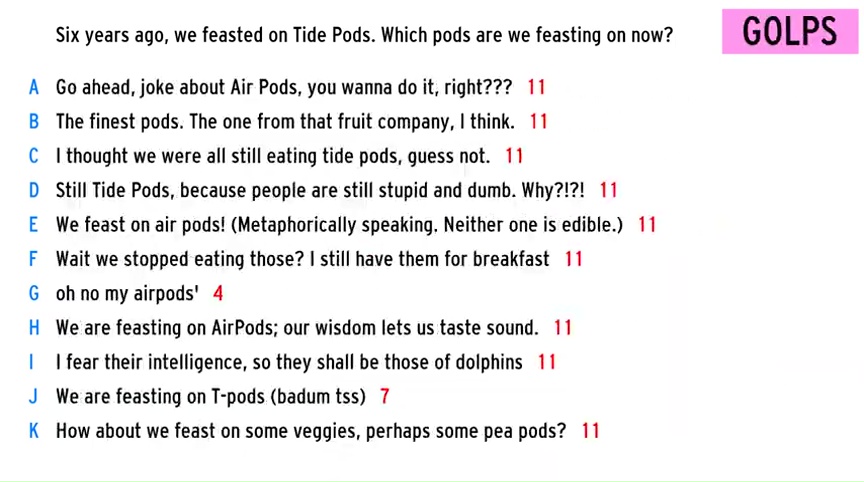 Six years ago, we feasted on Tide Pods. Which pods are we feasting on now?
GOLPS
A Go ahead, joke about Air Pods, you wanna do it, right??? 11
B The finest pods. The one from that fruit company, I think. 11
C I thought we were all still eating tide pods, guess not. 11
D Still Tide Pods, because people are still stupid and dumb. Why?!?! 11
E We feast on air pods! (Metaphorically speaking. Neither one is edible.) 11
F Wait we stopped eating those? I still have them for breakfast 11
G oh no my airpods' 4
H We are feasting on AirPods; our wisdom lets us taste sound. 11
I I fear their intelligence, so they shall be those of dolphins 11
J We are feasting on T-pods (badum tss) 7
K How about we feast on some veggies, perhaps some pea pods? 11